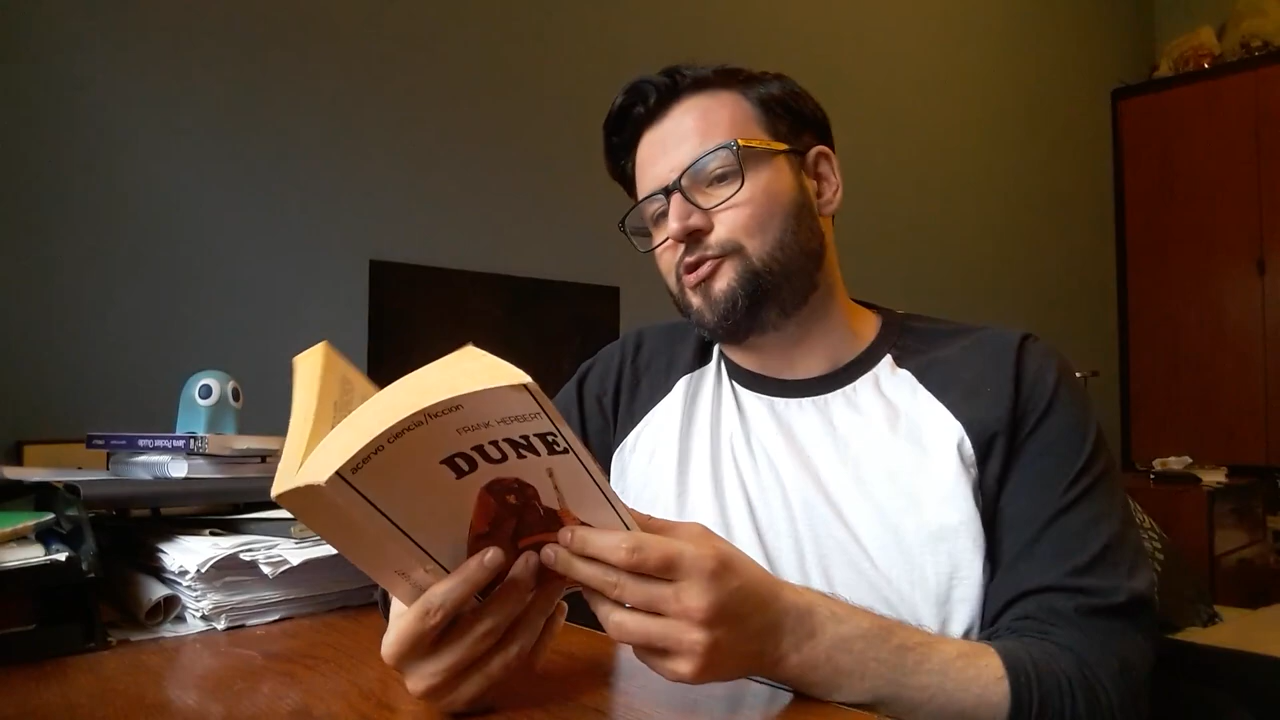 acervo ciencia/ficcion
FRANK HERBERT
DUNE
Java Pocket Guide